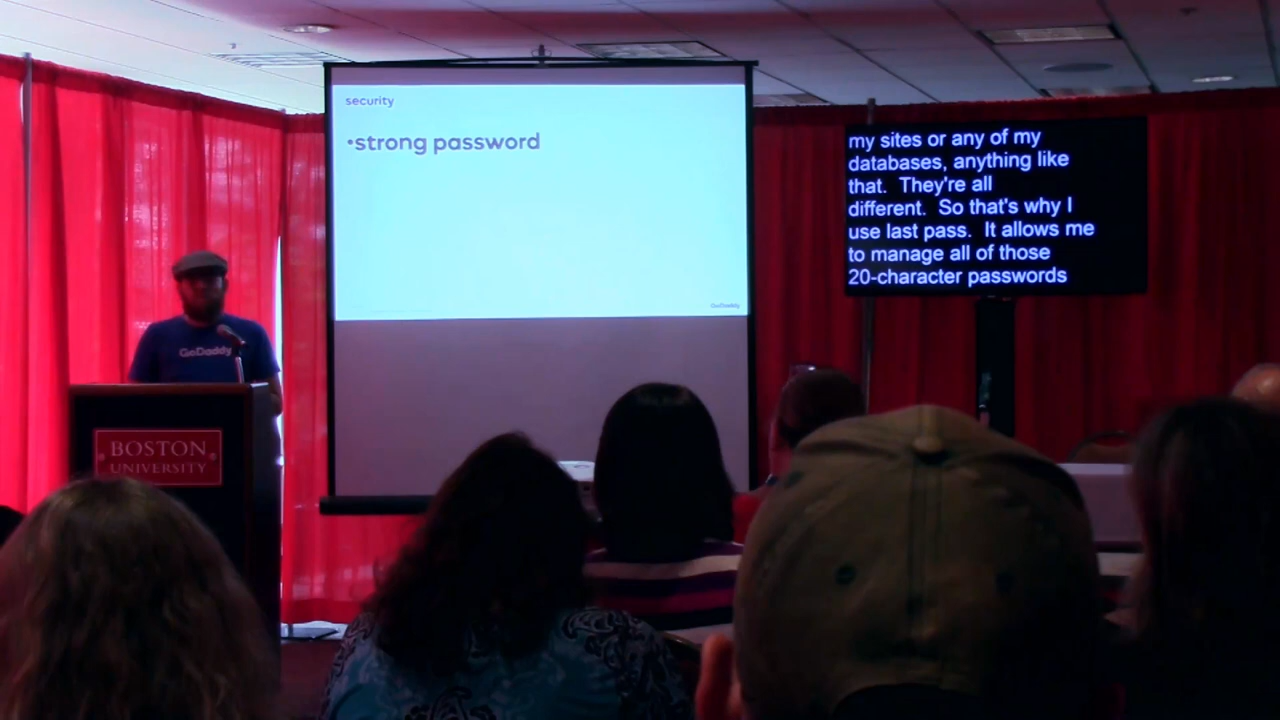 security
•strong password
GoDaddy
my sites or any of my
databases, anything like
that.  They're all
different.  So that's why I
use last pass.  It allows me
to manage all of those
20-character passwords
GoDaddy
BOSTON
UNIVERSITY